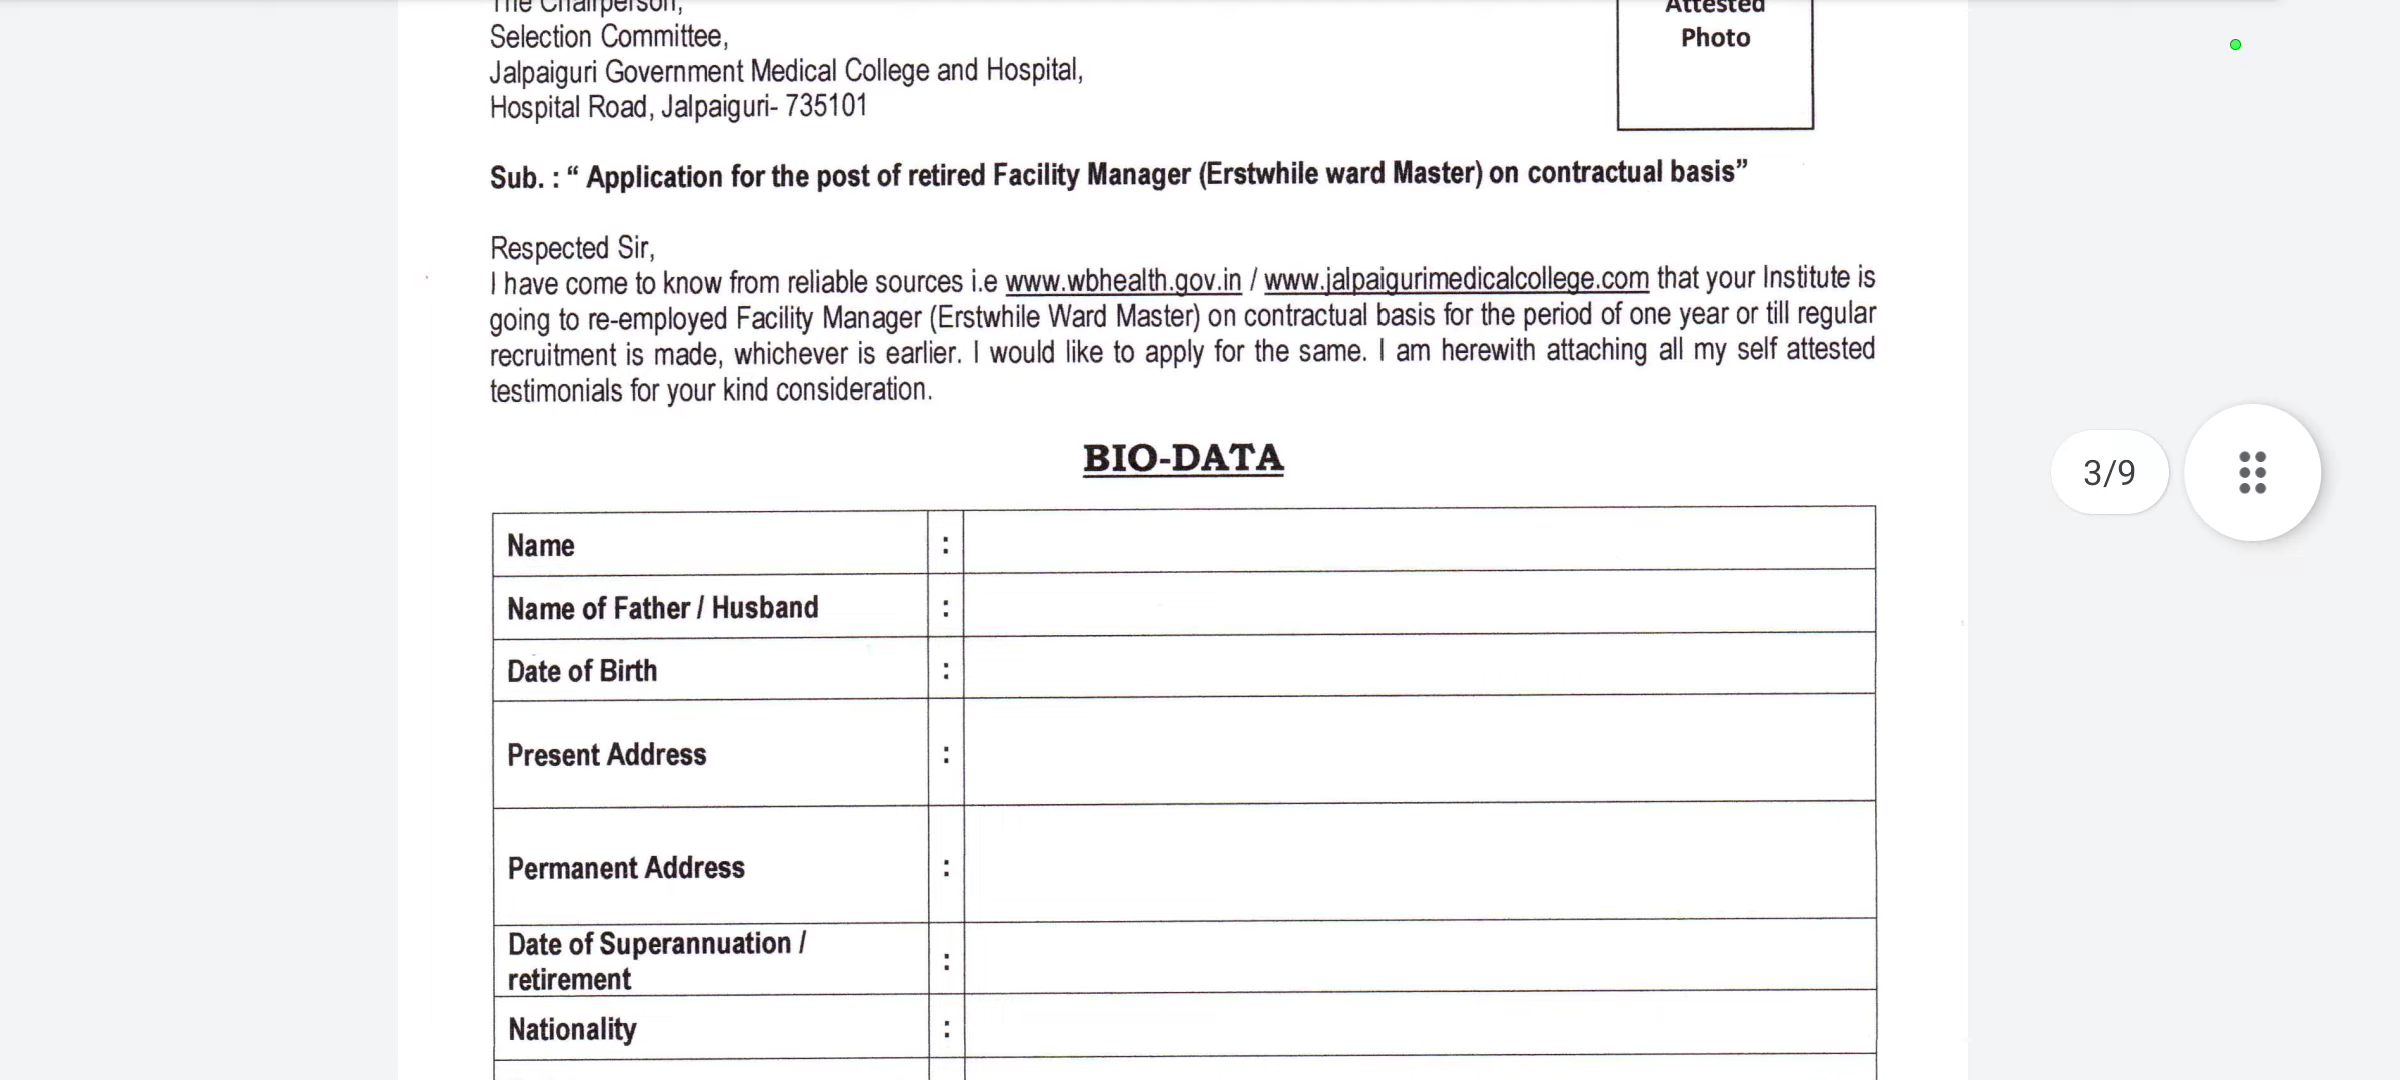 The Chairperson,
Selection Committee,
Jalpaiguri Government Medical College and Hospital,
Hospital Road, Jalpaiguri- 735101
Attested
Photo
Sub. : “ Application for the post of retired Facility Manager (Erstwhile ward Master) on contractual basis”
Respected Sir,
I have come to know from reliable sources i.e www.wbhealth.gov.in / www.jalpaigurimedicalcollege.com that your Institute is
going to re-employed Facility Manager (Erstwhile Ward Master) on contractual basis for the period of one year or till regular
recruitment is made, whichever is earlier. I would like to apply for the same. I am herewith attaching all my self attested
testimonials for your kind consideration.
BIO-DATA
Name :
Name of Father / Husband :
Date of Birth :
Present Address :
Permanent Address :
Date of Superannuation /
retirement :
Nationality :
3/9